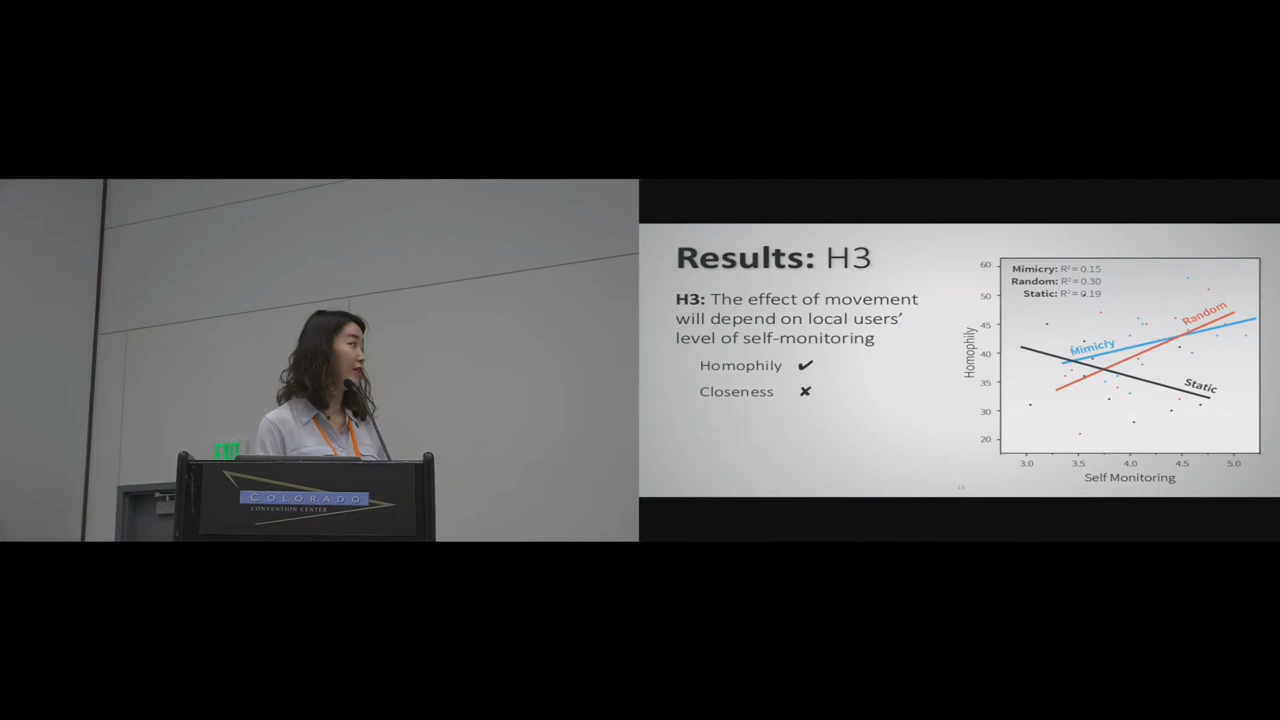 EXIT
COLORADO
CONVENTION CENTER
Results: H3
H3: The effect of movement
will depend on local users’
level of self-monitoring
Homophily ✔
Closeness ✘
14
Mimicry: R² = 0.15
Random: R² = 0.30
Static: R² = 0.19
Homophily
60
50
45
40
35
30
20
Mimicry
Random
Static
3.0 3.5 4.0 4.5 5.0
Self Monitoring